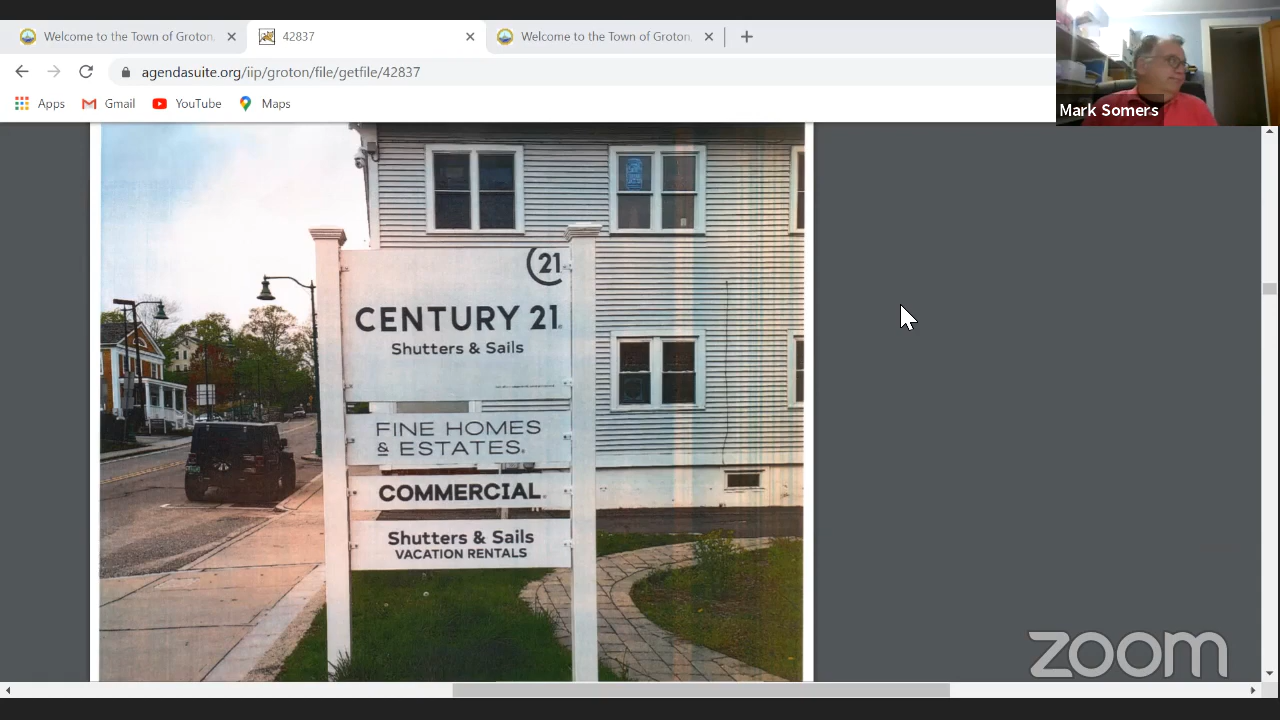 Welcome to the Town of Groton,
42837
Welcome to the Town of Groton,
agendasuite.org/iip/groton/file/getfile/42837
Apps
Gmail
YouTube
Maps
Mark Somers
21
CENTURY 21®
Shutters & Sails
FINE HOMES
& ESTATES®
COMMERCIAL®
Shutters & Sails
VACATION RENTALS
zoom